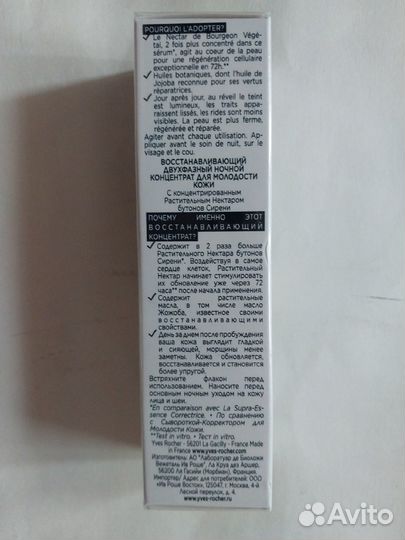 POURQUOI L'ADOPTER?
✓ Le Nectar de Bourgeon Végé-
tal, 2 fois plus concentré dans ce
sérum*, agit au coeur de la peau
pour une régénération cellulaire
exceptionnelle en 72h.**
✓ Huiles botaniques, dont l'huile de
Jojoba reconnue pour ses vertus
réparatrices.
✓ Jour après jour, au réveil le teint
est lumineux, les traits appa-
raissent lissés, les rides sont moins
visibles. La peau est plus ferme,
régénérée et réparée.
Agiter avant chaque utilisation. Ap-
pliquer avant le soin de nuit, sur le
visage et le cou.
ВОССТАНАВЛИВАЮЩИЙ
ДВУХФАЗНЫЙ НОЧНОЙ
КОНЦЕНТРАТ ДЛЯ МОЛОДОСТИ
КОЖИ
С концентрированным
Растительным Нектаром
бутонов Сирени
ПОЧЕМУ ИМЕННО ЭТОТ
ВОССТАНАВЛИВАЮЩИЙ
КОНЦЕНТРАТ?
✓ Содержит в 2 раза больше
Растительного Нектара бутонов
Сирени*. Воздействуя в самое
сердце клеток, Растительный
Нектар начинает стимулировать
их обновление уже через 72
часа** после начала применения.
✓ Содержит растительные
масла, в том числе масло
Жожоба, известное своими
восстанавливающими
свойствами.
✓ День за днем после пробуждения
ваша кожа выглядит гладкой
и сияющей, морщины менее
заметны. Кожа обновляется,
восстанавливается и становится
более упругой.
Встряхните флакон перед
использованием. Наносите перед
основным ночным уходом на кожу
лица и шеи.
*En comparaison avec La Supra-Es-
sence Correctrice. • По сравнению
с Сывороткой-Корректором для
Молодости Кожи.
**Test in vitro. • Тест in vitro.
Yves Rocher - 56201 La Gacilly - France Made
in France www.yves-rocher.com
Изготовитель: АО "Лаборатуар де Биоложи
Вежеталь Ив Роше", Ла Круа дез Аршер,
56200 Ла Гасийи (Морбиан), Франция.
Импортер/Адрес для потребителей: ООО
«Ив Роше Восток», 125047, г. Москва, 4-й
Лесной переулок, д. 4.
www.yves-rocher.ru
Avito